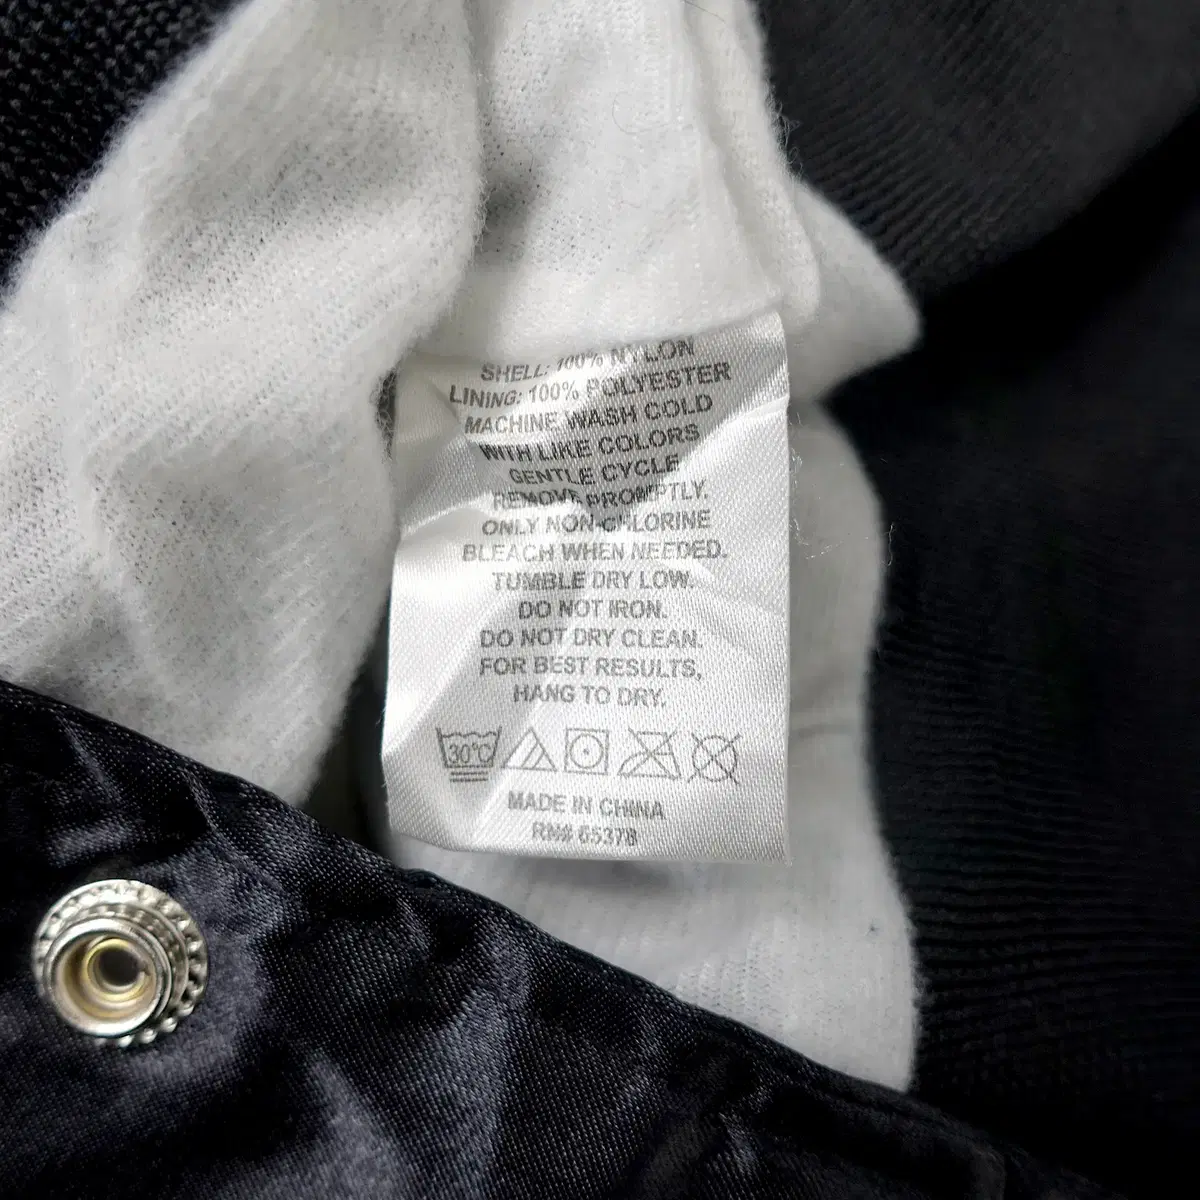 SHELL: 100% NYLON
LINING: 100% POLYESTER
MACHINE WASH COLD
WITH LIKE COLORS
GENTLE CYCLE
REMOVE PROMPTLY.
ONLY NON-CHLORINE
BLEACH WHEN NEEDED.
TUMBLE DRY LOW.
DO NOT IRON.
DO NOT DRY CLEAN.
FOR BEST RESULTS,
HANG TO DRY.
30°C
MADE IN CHINA
RN# 65378